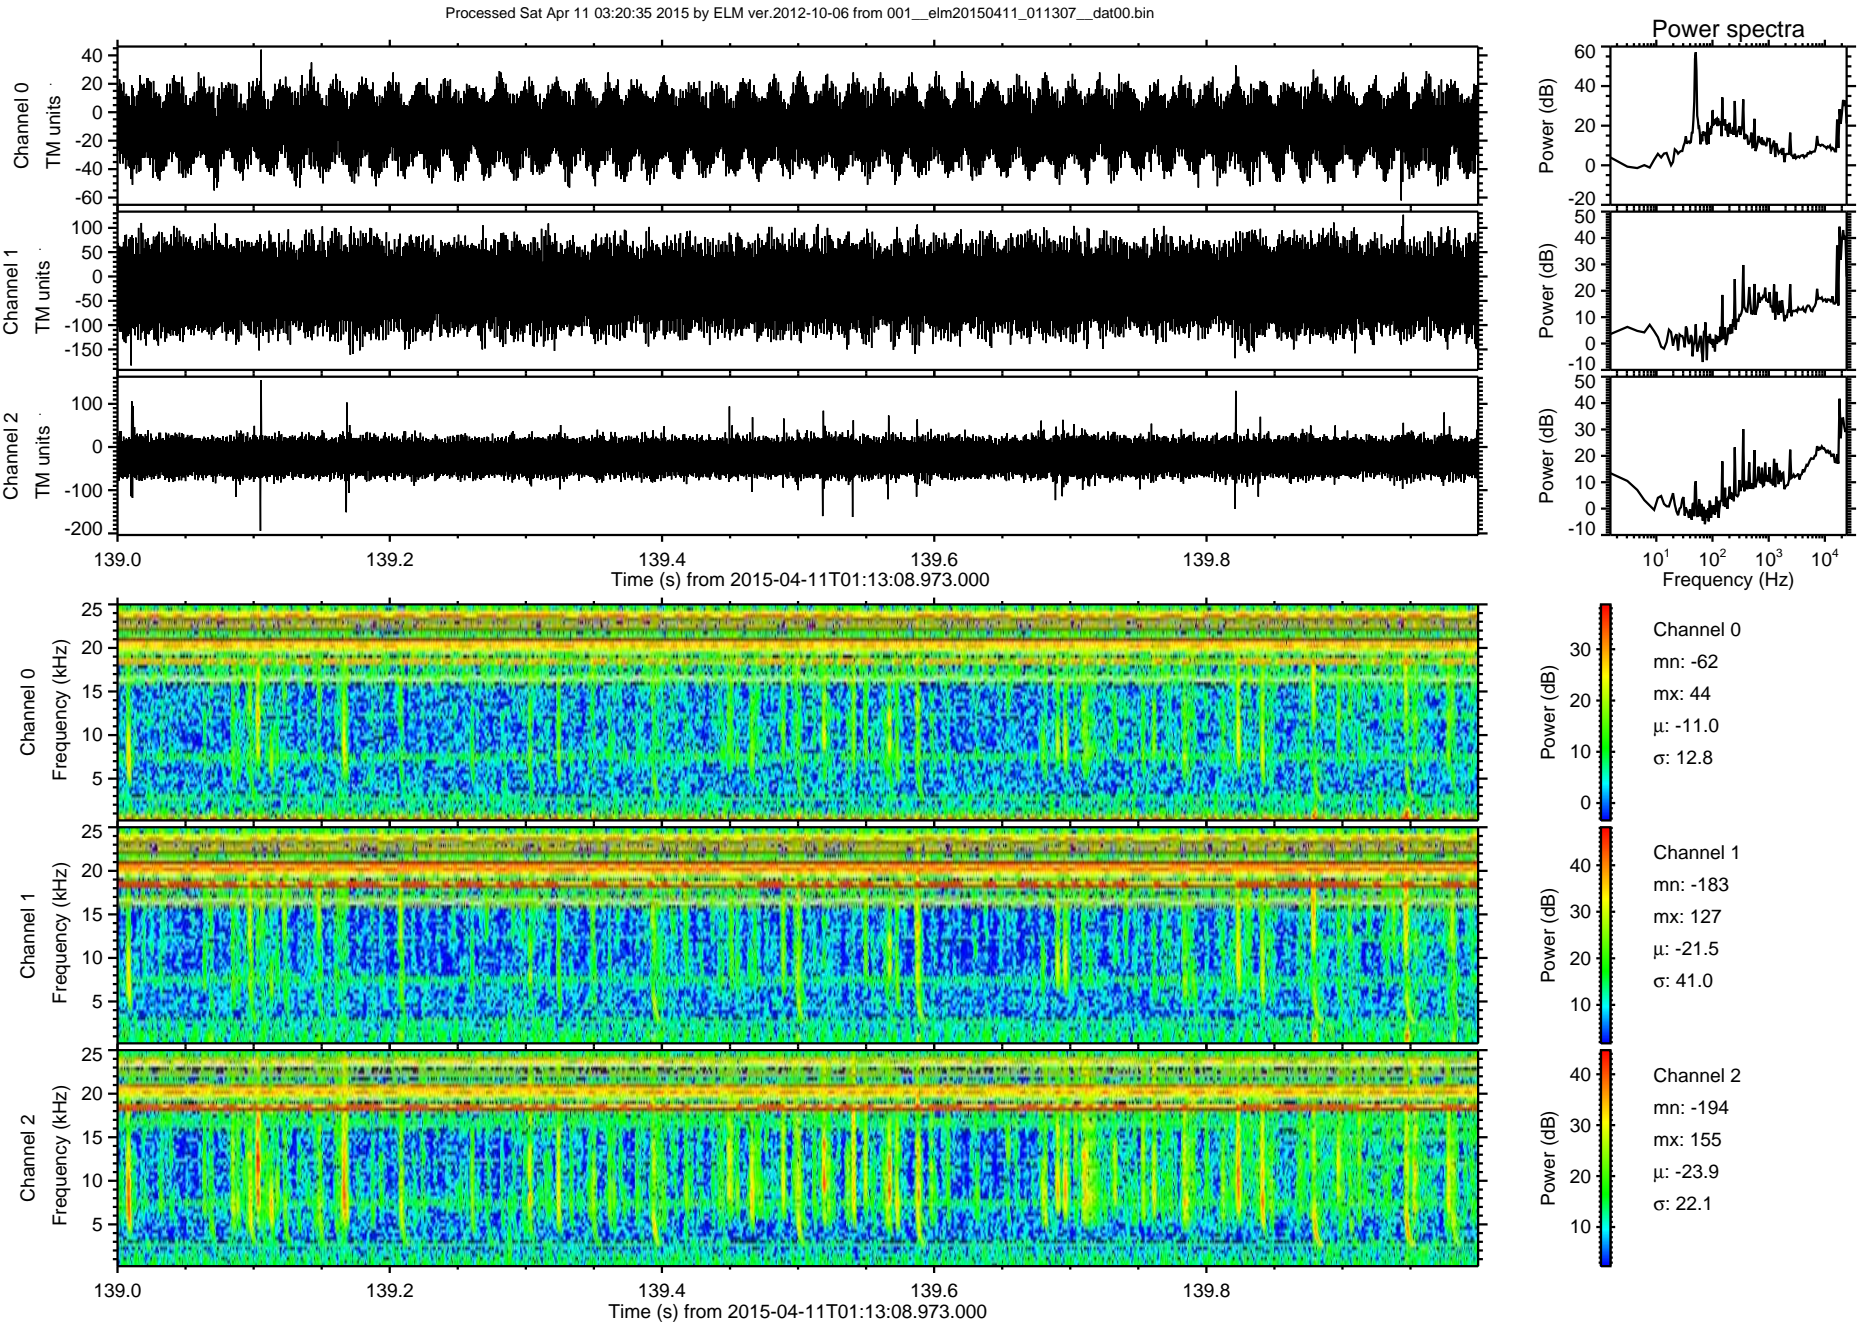 Processed Sat Apr 11 03:20:35 2015 by ELM ver.2012-10-06 from 001__elm20150411_011307__dat00.bin
Power spectra
Channel 0
TM units
40
20
0
-20
-40
-60
Power (dB)
60
40
20
0
-20
Channel 1
TM units
100
50
0
-50
-100
-150
Power (dB)
50
40
30
20
10
0
-10
Channel 2
TM units
100
0
-100
-200
Power (dB)
50
40
30
20
10
0
-10
139.0 139.2 139.4 139.6 139.8
Time (s) from 2015-04-11T01:13:08.973.000
10^1 10^2 10^3 10^4
Frequency (Hz)
Channel 0
Frequency (kHz)
25
20
15
10
5
Power (dB)
30
20
10
0
Channel 0
mn: -62
mx: 44
μ: -11.0
σ: 12.8
Channel 1
Frequency (kHz)
25
20
15
10
5
Power (dB)
40
30
20
10
Channel 1
mn: -183
mx: 127
μ: -21.5
σ: 41.0
Channel 2
Frequency (kHz)
25
20
15
10
5
Power (dB)
40
30
20
10
Channel 2
mn: -194
mx: 155
μ: -23.9
σ: 22.1
139.0 139.2 139.4 139.6 139.8
Time (s) from 2015-04-11T01:13:08.973.000